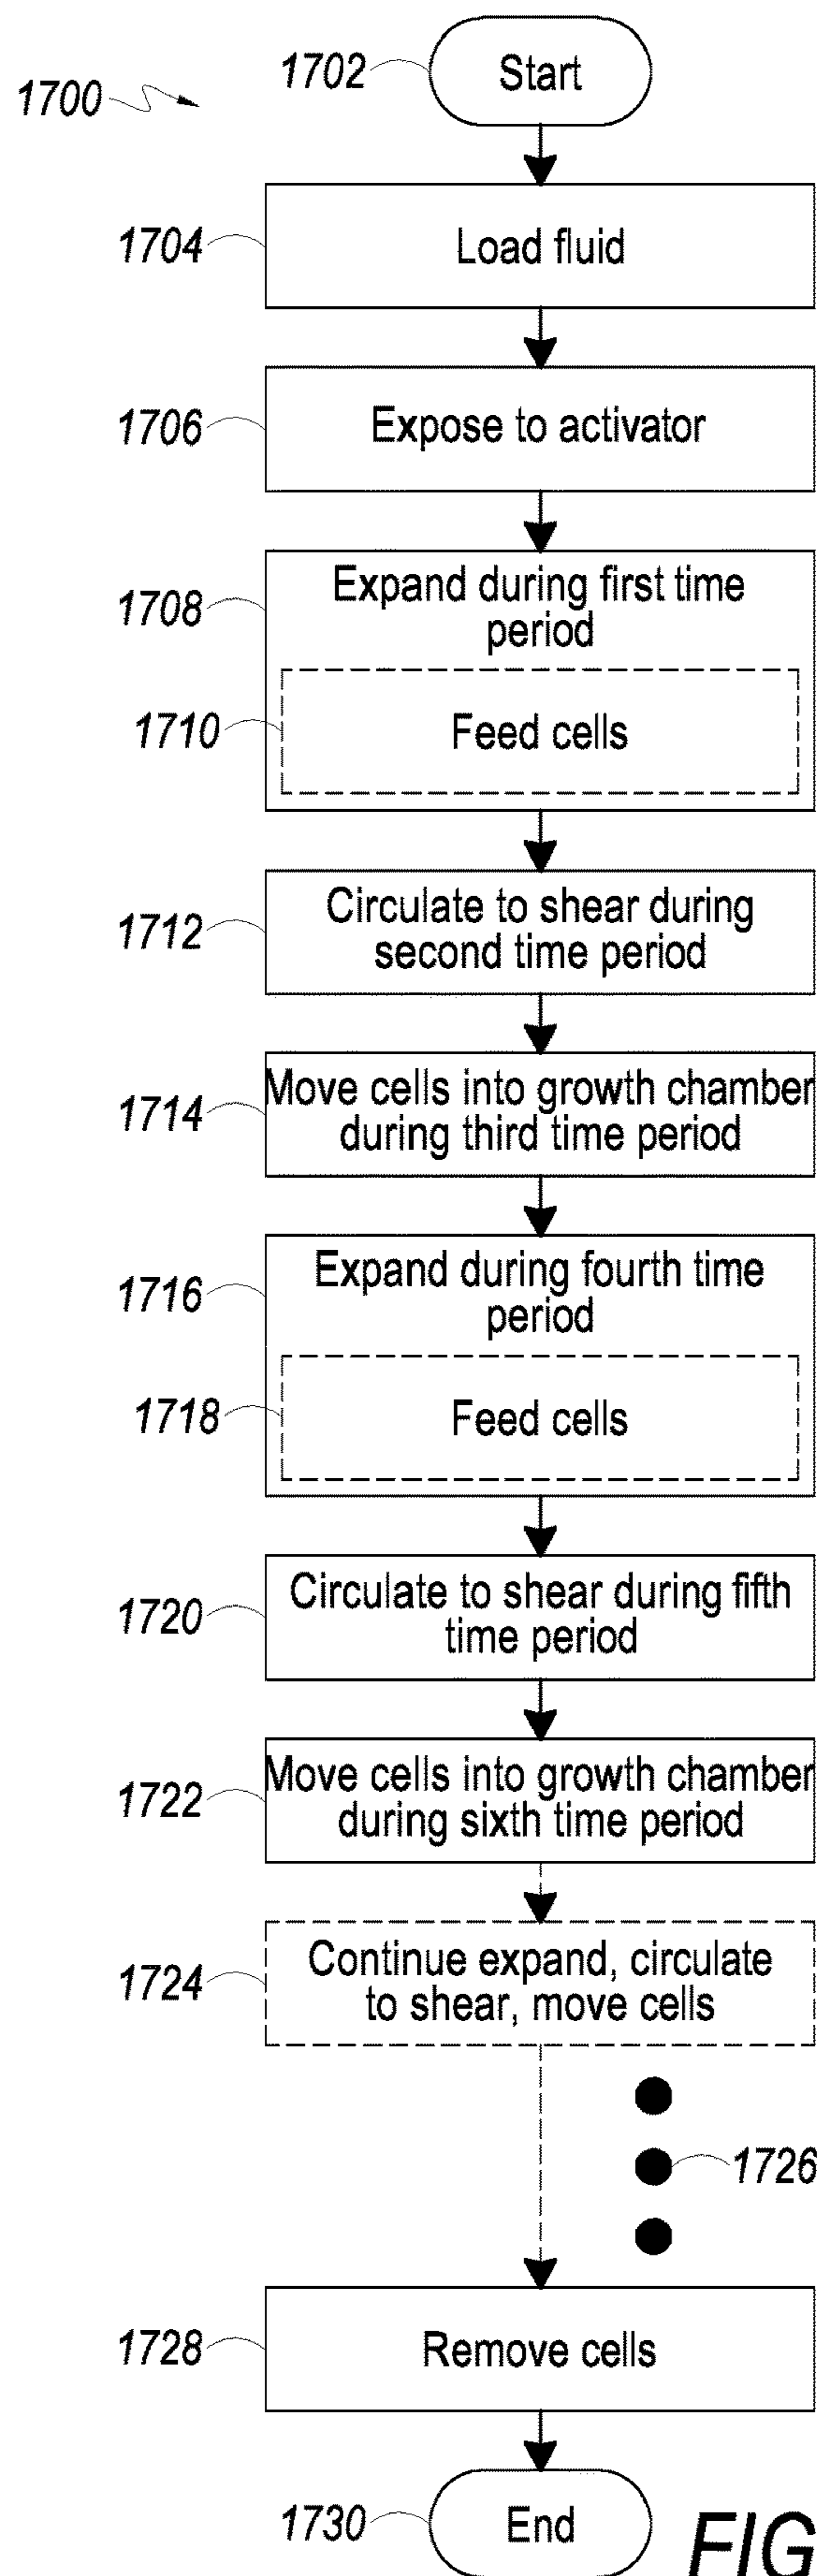 1702
Start
1700
1704
Load fluid
1706
Expose to activator
1708
Expand during first time
period
1710
Feed cells
1712
Circulate to shear during
second time period
1714
Move cells into growth chamber
during third time period
1716
Expand during fourth time
period
1718
Feed cells
1720
Circulate to shear during fifth
time period
1722
Move cells into growth chamber
during sixth time period
1724
Continue expand, circulate
to shear, move cells
1726
1728
Remove cells
1730
End
FIG